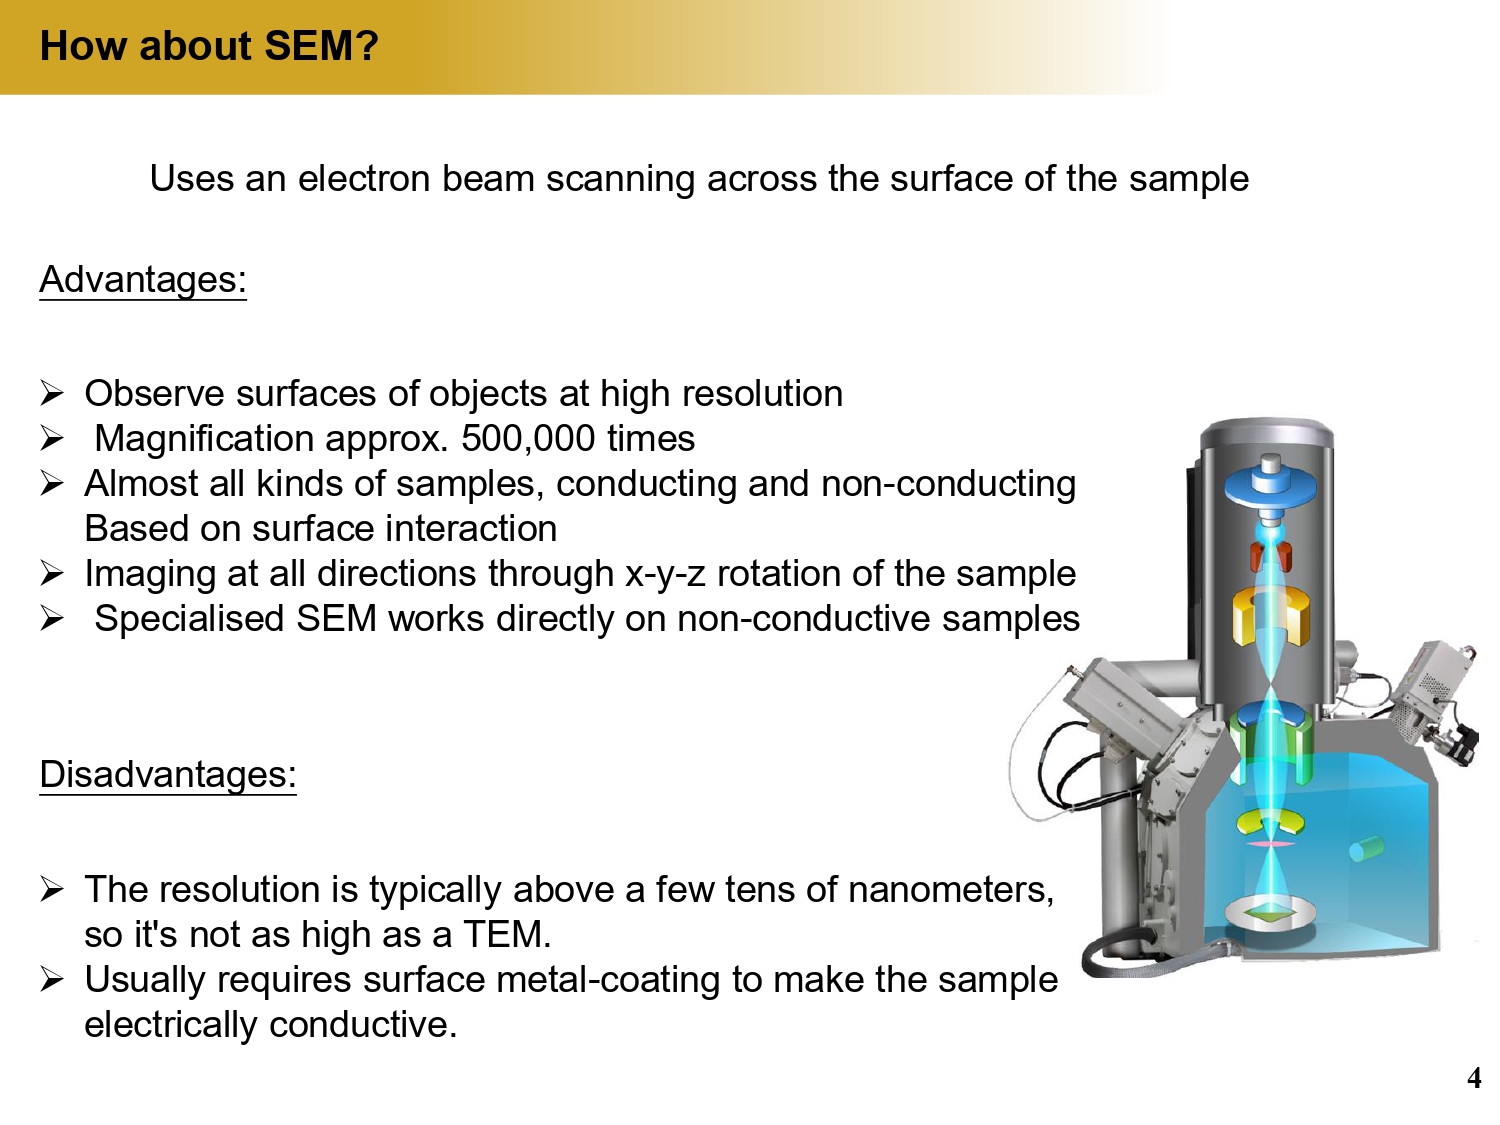 How about SEM?
Uses an electron beam scanning across the surface of the sample
Advantages:
➢ Observe surfaces of objects at high resolution
➢ Magnification approx. 500,000 times
➢ Almost all kinds of samples, conducting and non-conducting
Based on surface interaction
➢ Imaging at all directions through x-y-z rotation of the sample
➢ Specialised SEM works directly on non-conductive samples
Disadvantages:
➢ The resolution is typically above a few tens of nanometers,
so it's not as high as a TEM.
➢ Usually requires surface metal-coating to make the sample
electrically conductive.
4